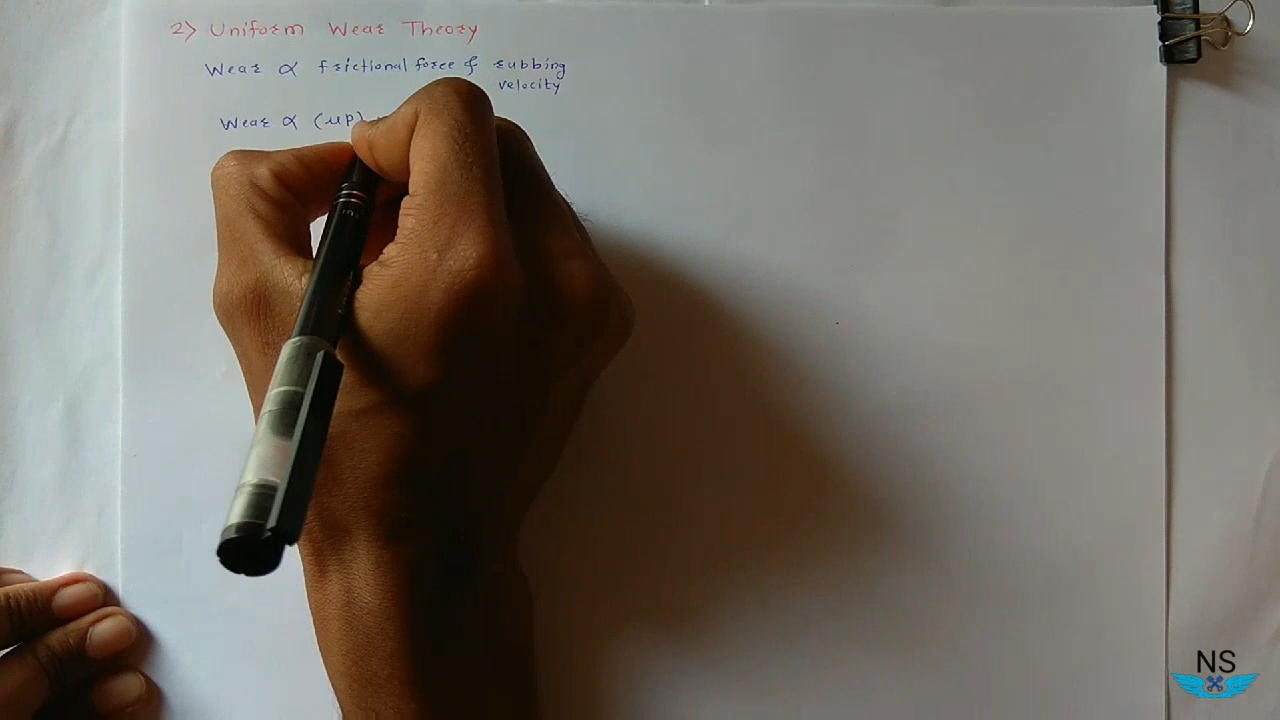 2> Uniform Wear Theory
Wear ∝ frictional force & rubbing
velocity
Wear ∝ (μP)
NS